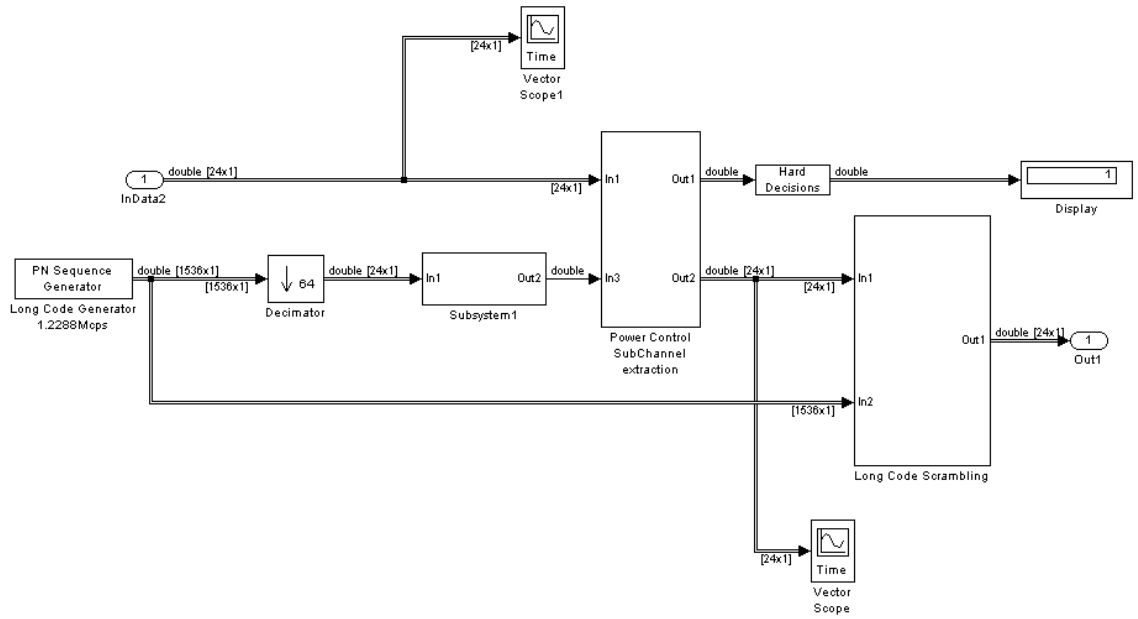 [24x1]
Time
Vector
Scope1
double [24x1]
1
InData2
[24x1]
In1
Out1
double
Hard
Decisions
double
1
Display
PN Sequence
Generator
Long Code Generator
1.2288Mcps
double [1536x1]
[1536x1]
64
Decimator
double [24x1]
In1
Out2
Subsystem1
double
In3
Out2
Power Control
SubChannel
extraction
double [24x1]
[24x1]
In1
Out1
In2
[1536x1]
Long Code Scrambling
double [24x1]
1
Out1
[24x1]
Time
Vector
Scope